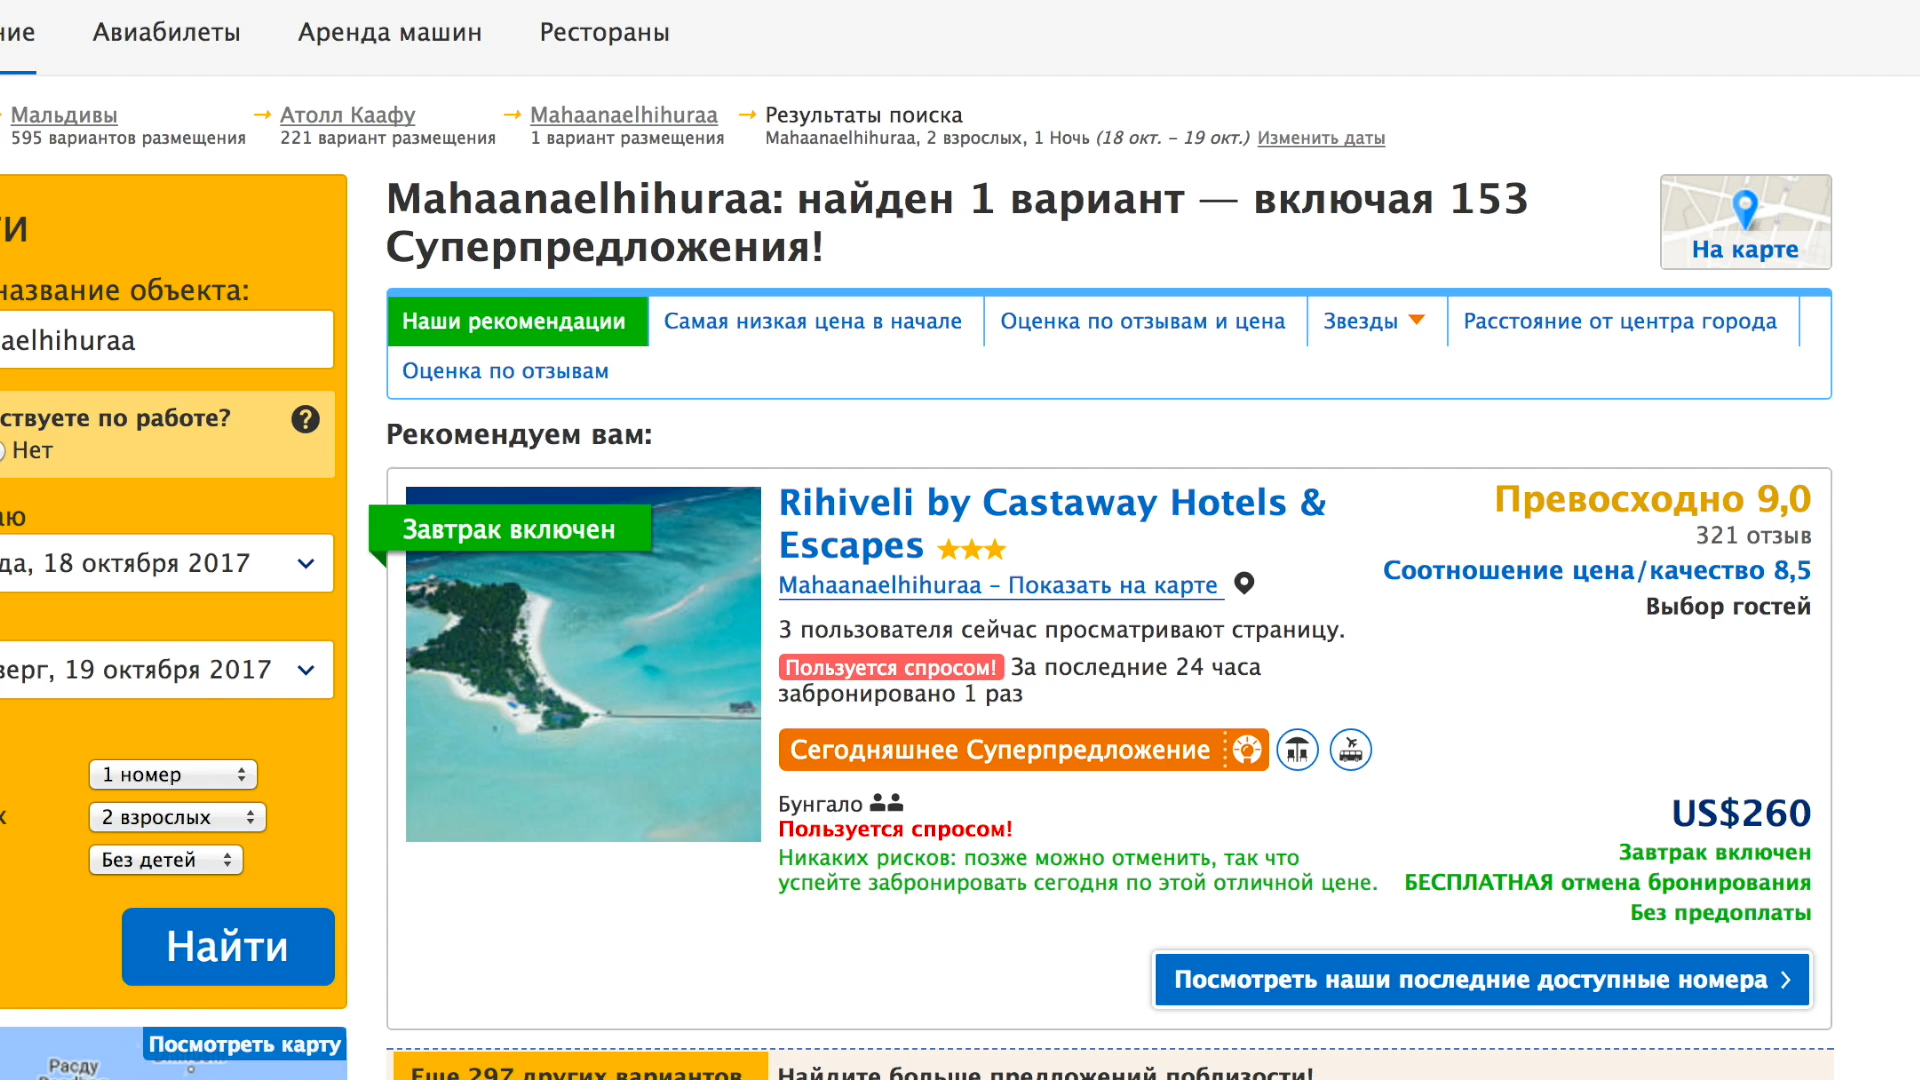 ние Авиабилеты Аренда машин Рестораны
Мальдивы → Атолл Каафу → Mahaanaelhihuraa → Результаты поиска
595 вариантов размещения 221 вариант размещения 1 вариант размещения Mahaanaelhihuraa, 2 взрослых, 1 Ночь (18 окт. – 19 окт.) Изменить даты
ти
название объекта:
aelhihuraa
ствуете по работе? ?
Нет
аю
да, 18 октября 2017
верг, 19 октября 2017
1 номер
х 2 взрослых
Без детей
Найти
Посмотреть карту
Расду
Mahaanaelhihuraa: найден 1 вариант — включая 153
Суперпредложения!
На карте
Наши рекомендации Самая низкая цена в начале Оценка по отзывам и цена Звезды Расстояние от центра города
Оценка по отзывам
Рекомендуем вам:
Завтрак включен
Rihiveli by Castaway Hotels &
Escapes
Mahaanaelhihuraa – Показать на карте
3 пользователя сейчас просматривают страницу.
Пользуется спросом! За последние 24 часа
забронировано 1 раз
Сегодняшнее Суперпредложение
Превосходно 9,0
321 отзыв
Соотношение цена/качество 8,5
Выбор гостей
Бунгало
Пользуется спросом!
Никаких рисков: позже можно отменить, так что
успейте забронировать сегодня по этой отличной цене.
US$260
Завтрак включен
БЕСПЛАТНАЯ отмена бронирования
Без предоплаты
Посмотреть наши последние доступные номера
Еще 297 других вариантов Найдите больше предложений поблизости!